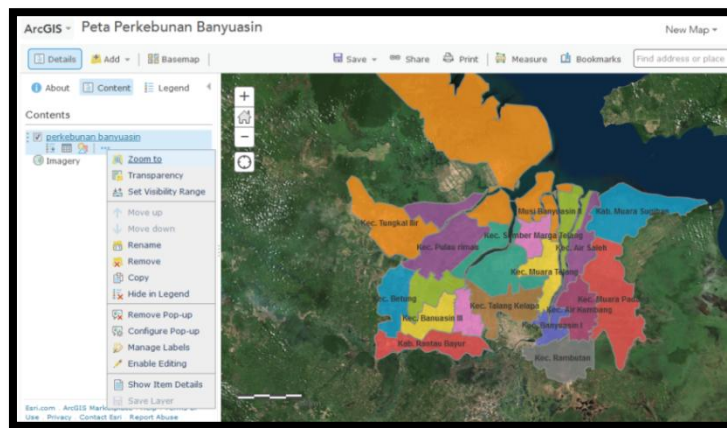 ArcGIS Peta Perkebunan Banyuasin New Map
Details Add Basemap Save Share Print Measure Bookmarks Find address or place
About Content Legend
Contents
perkebunan banyuasin
Imagery
Zoom to
Transparency
Set Visibility Range
Move up
Move down
Rename
Remove
Copy
Hide in Legend
Remove Pop-up
Configure Pop-up
Manage Labels
Enable Editing
Show Item Details
Save Layer
Musi Banyuasin II
Kec. Tungkal Ilir
Kec. Sumber Marga Telang
Kec. Pulau rimau
Kec. Air Saleh
Kec. Muara Telang
Kec. Betung
Kec. Talang Kelapa
Kec. Muara Padang
Kec. Air Kumbang
Kec. Banuasin III
Kec. Banyuasin I
Kab. Rantau Bayur
Kec. Rambutan
Esri.com . ArcGIS
Use . Privacy . Contact Esri . Report Abuse